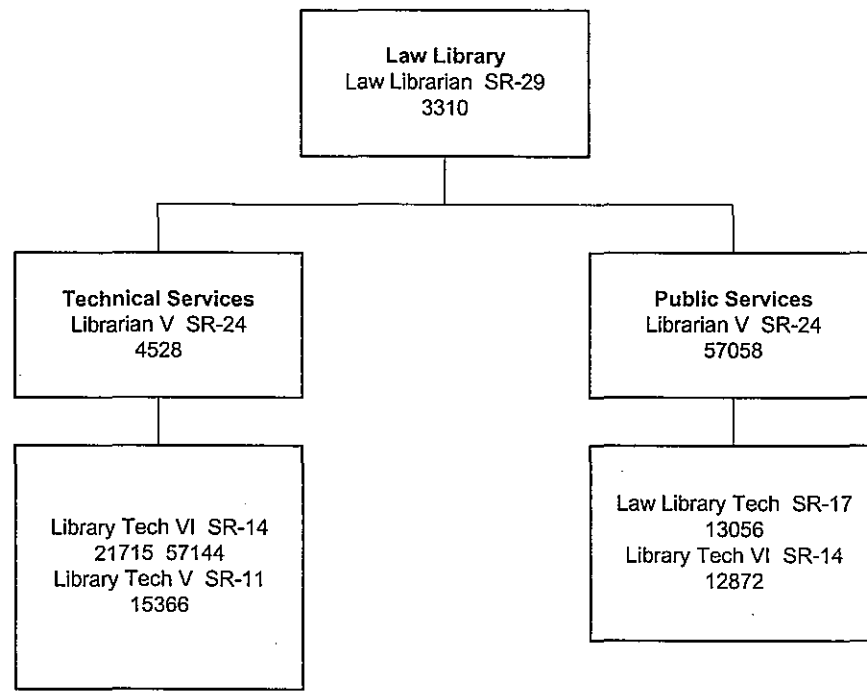 Law Library
Law Librarian SR-29
3310
Technical Services
Librarian V SR-24
4528
Public Services
Librarian V SR-24
57058
Library Tech VI SR-14
21715 57144
Library Tech V SR-11
15366
Law Library Tech SR-17
13056
Library Tech VI SR-14
12872